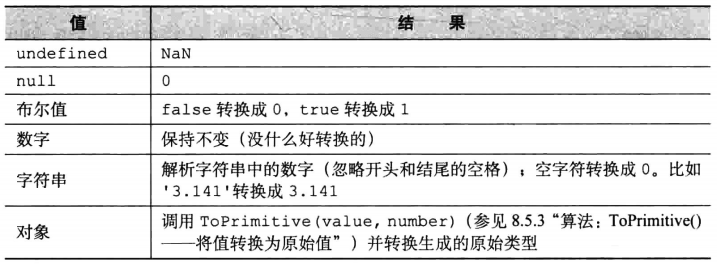 值 结 果
undefined NaN
null 0
布尔值 false 转换成 0，true 转换成 1
数字 保持不变（没什么好转换的）
字符串 解析字符串中的数字（忽略开头和结尾的空格）；空字符转换成 0。比如
'3.141'转换成 3.141
对象 调用 ToPrimitive(value, number)（参见 8.5.3“算法：ToPrimitive()
——将值转换为原始值”）并转换生成的原始类型